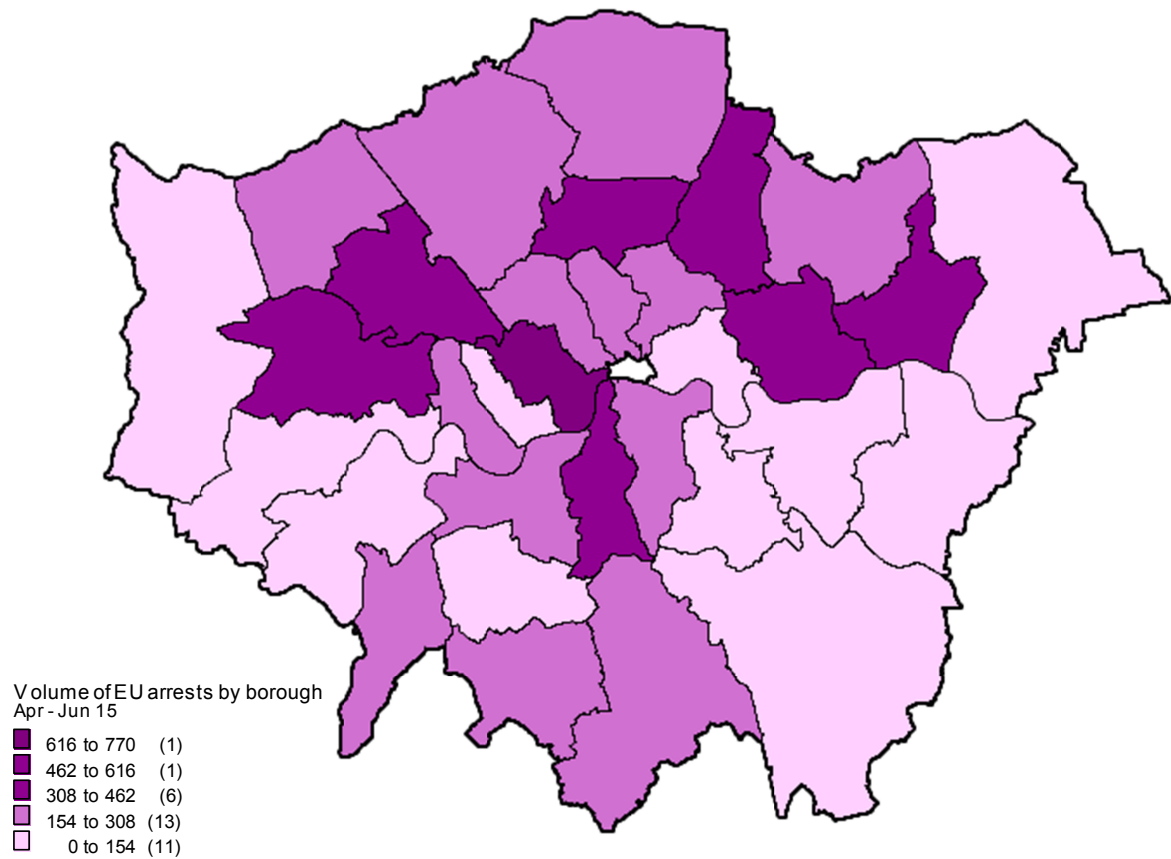 Volume of EU arrests by borough
Apr - Jun 15
616 to 770 (1)
462 to 616 (1)
308 to 462 (6)
154 to 308 (13)
0 to 154 (11)